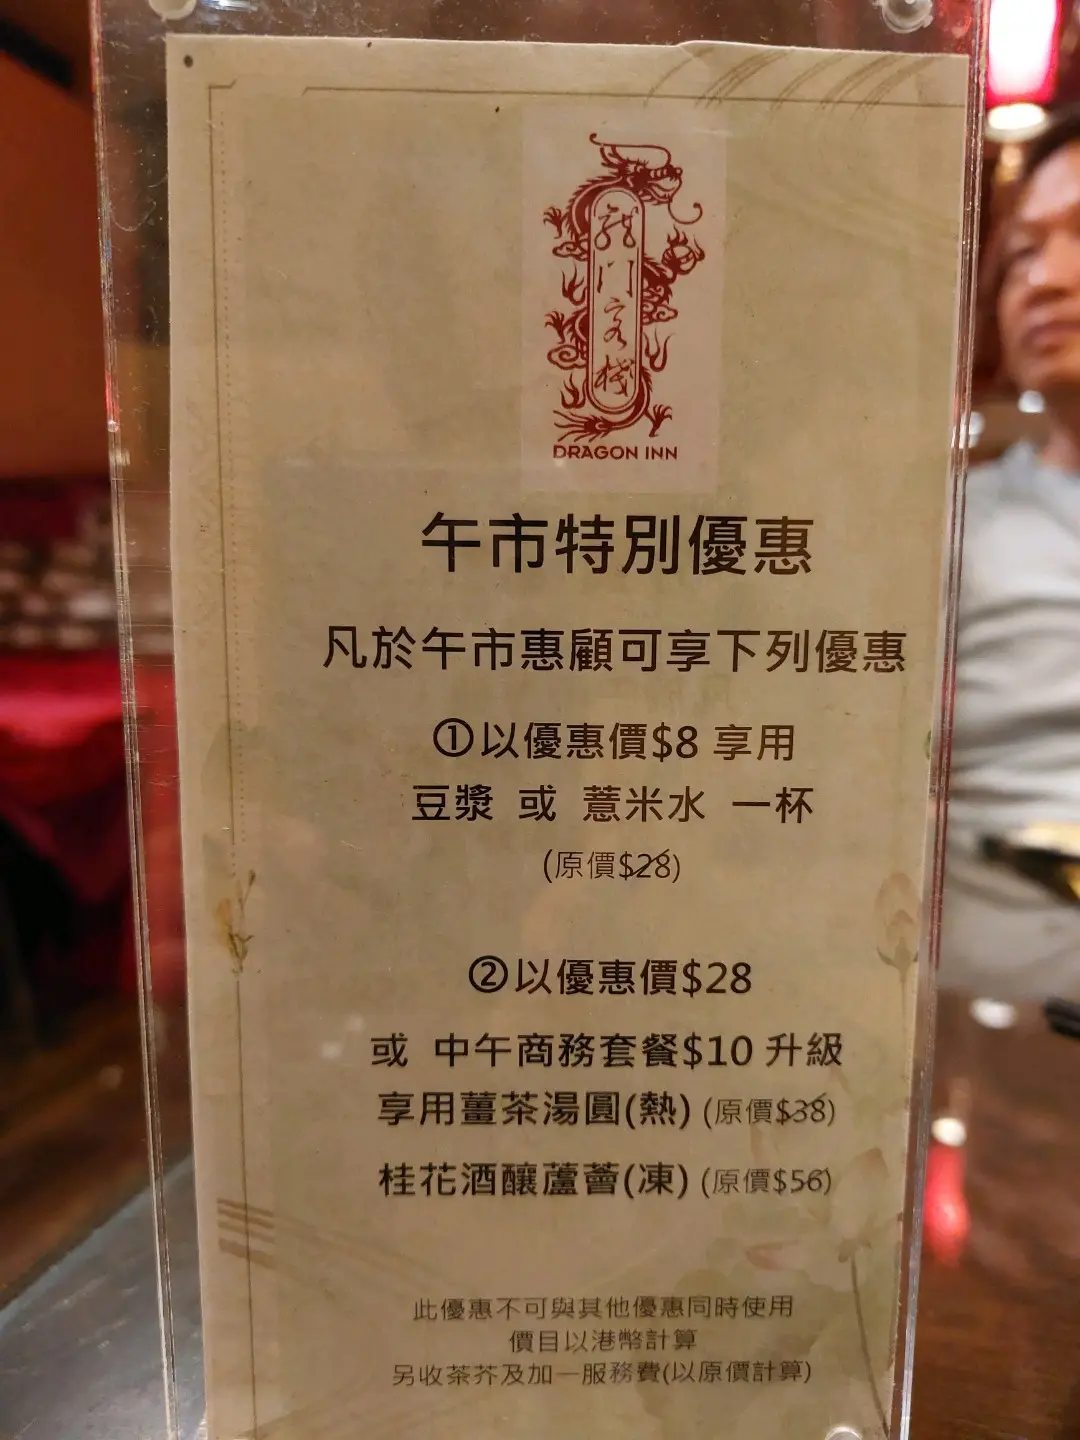 龍門客棧
DRAGON INN
午市特別優惠
凡於午市惠顧可享下列優惠
①以優惠價$8 享用
豆漿 或 薏米水 一杯
(原價$28)
②以優惠價$28
或 中午商務套餐$10 升級
享用薑茶湯圓(熱) (原價$38)
桂花酒釀蘆薈(凍) (原價$56)
此優惠不可與其他優惠同時使用
價目以港幣計算
另收茶芥及加一服務費(以原價計算)